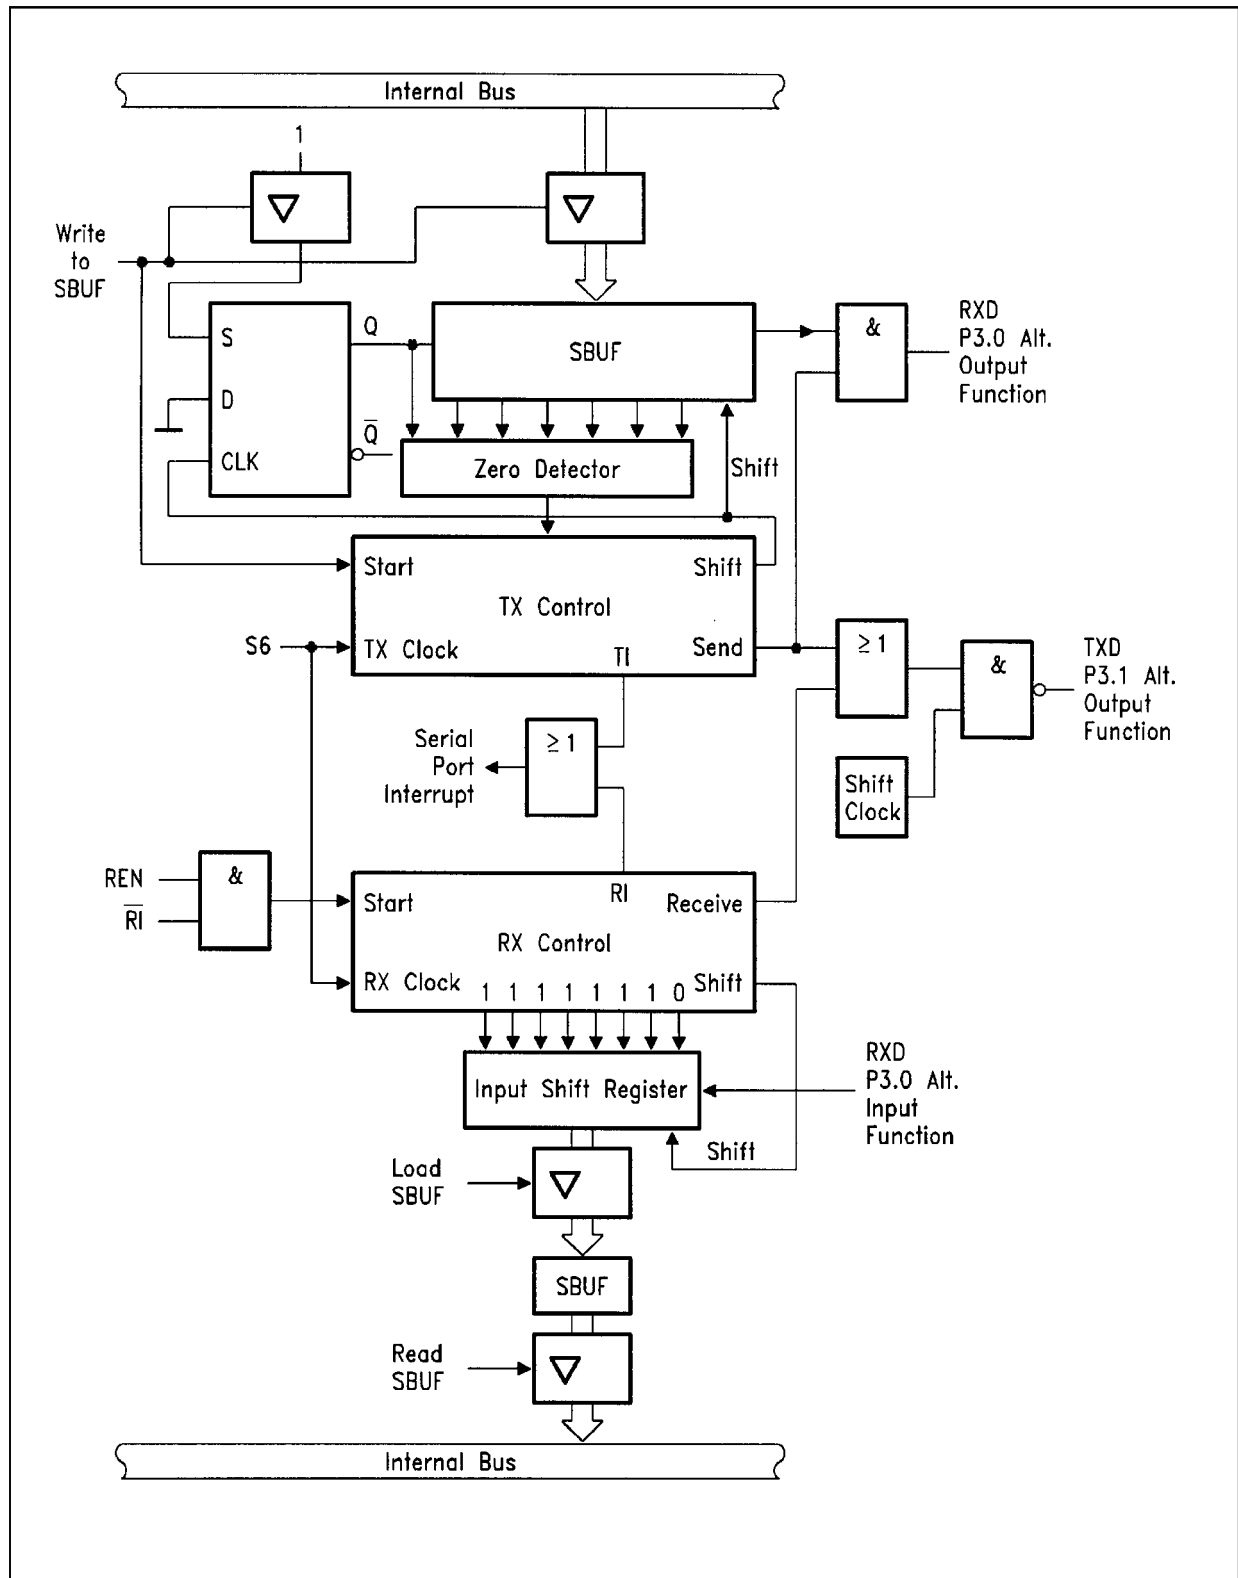 Internal Bus
1
Write
to
SBUF
S
D
CLK
Q
Q̅
SBUF
&
RXD
P3.0 Alt.
Output
Function
Zero Detector
Shift
Start
Shift
TX Control
S6
TX Clock
TI
Send
≥1
&
TXD
P3.1 Alt.
Output
Function
Serial
Port
Interrupt
≥1
Shift
Clock
REN
R̅I̅
&
Start
RI
Receive
RX Control
RX Clock
Shift
1 1 1 1 1 1 1 0
Input Shift Register
RXD
P3.0 Alt.
Input
Function
Shift
Load
SBUF
SBUF
Read
SBUF
Internal Bus